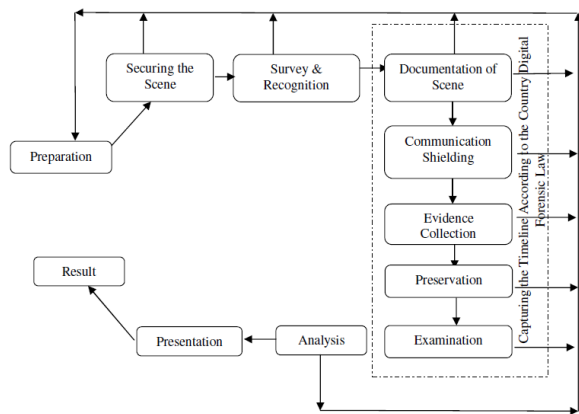 Securing the
Scene
Survey &
Recognition
Documentation of
Scene
Preparation
Communication
Shielding
Evidence
Collection
Capturing the Timeline According to the Country Digital
Forensic Law
Result
Preservation
Presentation
Analysis
Examination